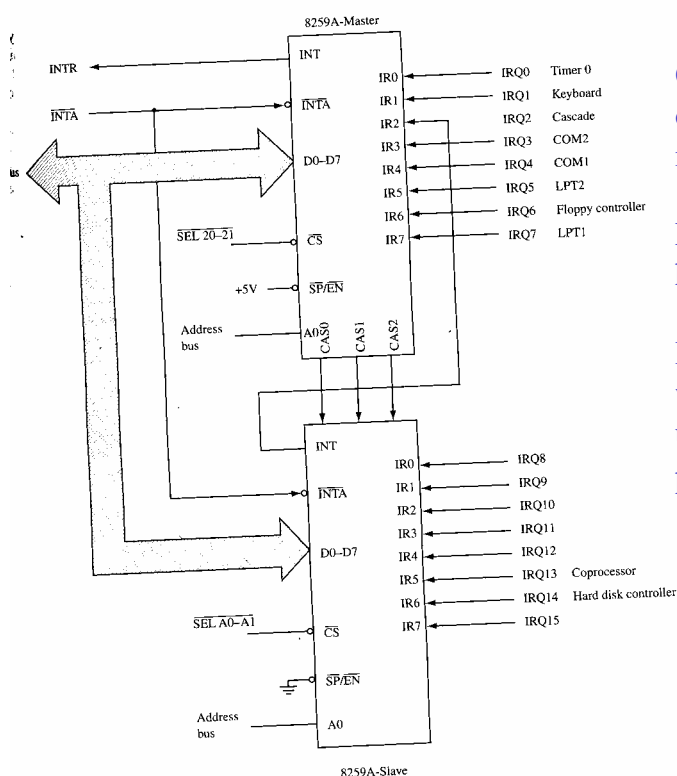 8259A-Master
INTR
INT
INTA
INTA
D0–D7
us
SEL 20–21
CS
+5V
SP/EN
Address
bus
A0
CAS0
CAS1
CAS2
IR0 IRQ0 Timer 0
IR1 IRQ1 Keyboard
IR2 IRQ2 Cascade
IR3 IRQ3 COM2
IR4 IRQ4 COM1
IR5 IRQ5 LPT2
IR6 IRQ6 Floppy controller
IR7 IRQ7 LPT1
INT
INTA
D0–D7
SEL A0–A1
CS
SP/EN
Address
bus
A0
IR0 IRQ8
IR1 IRQ9
IR2 IRQ10
IR3 IRQ11
IR4 IRQ12
IR5 IRQ13 Coprocessor
IR6 IRQ14 Hard disk controller
IR7 IRQ15
8259A-Slave